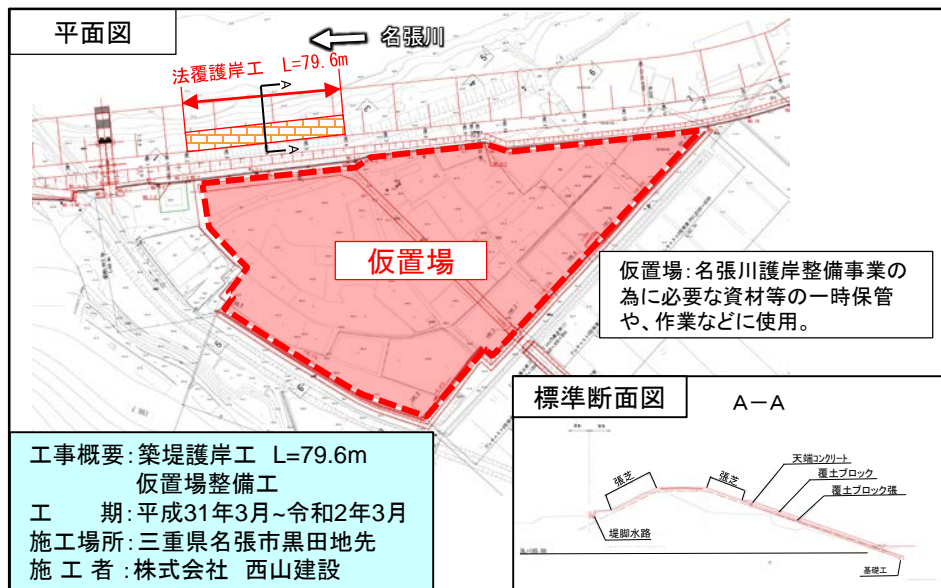 平面図
名張川
法覆護岸工 L=79.6m
A
A
仮置場
仮置場:名張川護岸整備事業の
為に必要な資材等の一時保管
や、作業などに使用。
標準断面図 A-A
天端コンクリート
張芝
張芝
覆土ブロック
覆土ブロック張
堤脚水路
基礎工
工事概要:築堤護岸工 L=79.6m
仮置場整備工
工 期:平成31年3月~令和2年3月
施工場所:三重県名張市黒田地先
施 工 者:株式会社 西山建設